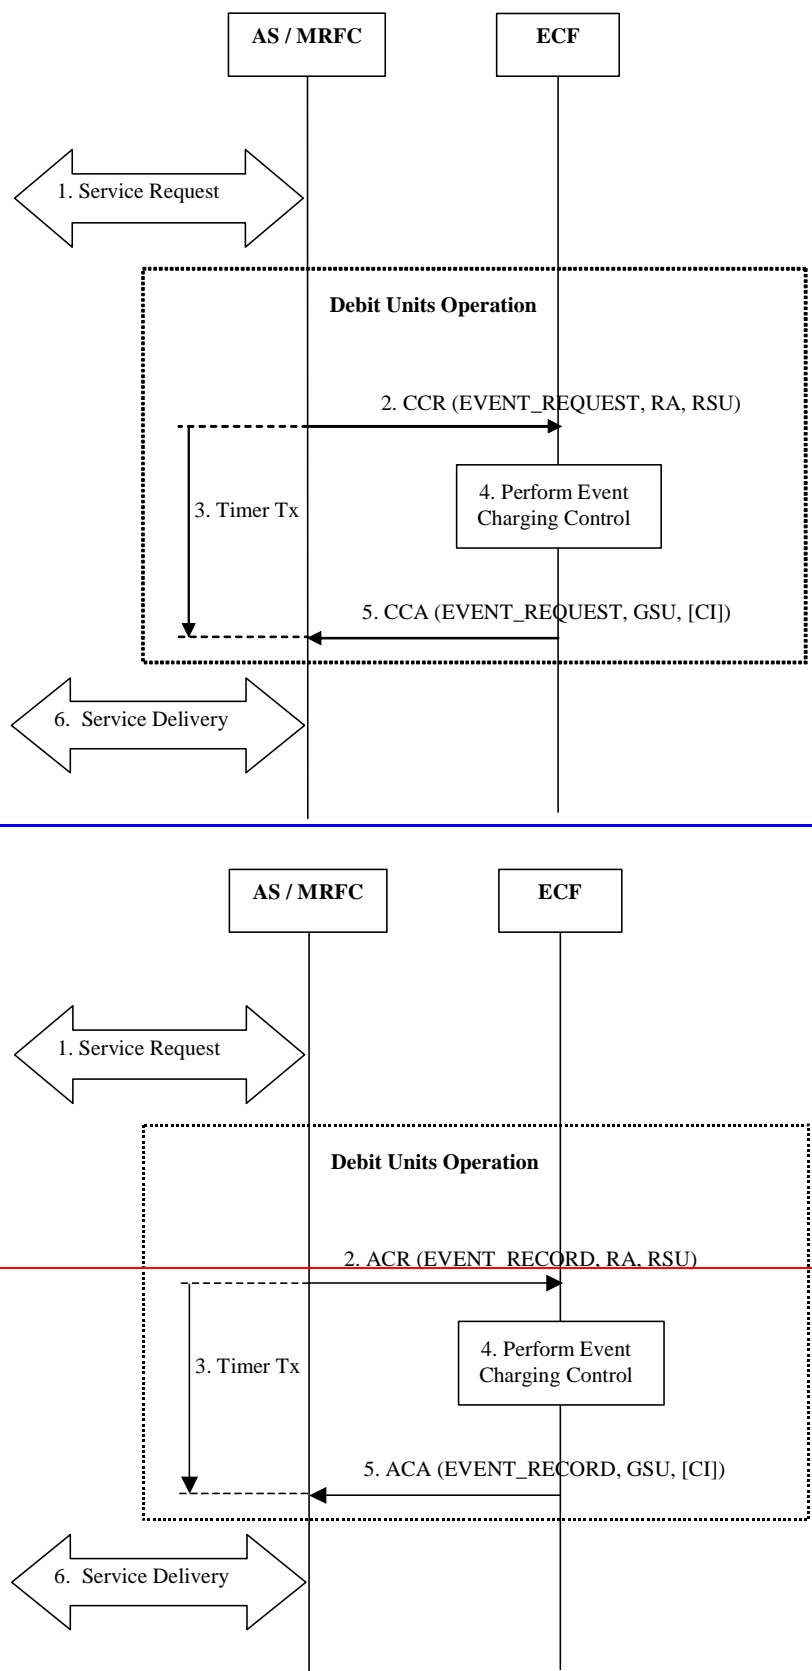 AS / MRFC
ECF
1. Service Request
Debit Units Operation
2. CCR (EVENT_REQUEST, RA, RSU)
3. Timer Tx
4. Perform Event
Charging Control
5. CCA (EVENT_REQUEST, GSU, [CI])
6. Service Delivery
AS / MRFC
ECF
1. Service Request
Debit Units Operation
2. ACR (EVENT_RECORD, RA, RSU)
3. Timer Tx
4. Perform Event
Charging Control
5. ACA (EVENT_RECORD, GSU, [CI])
6. Service Delivery